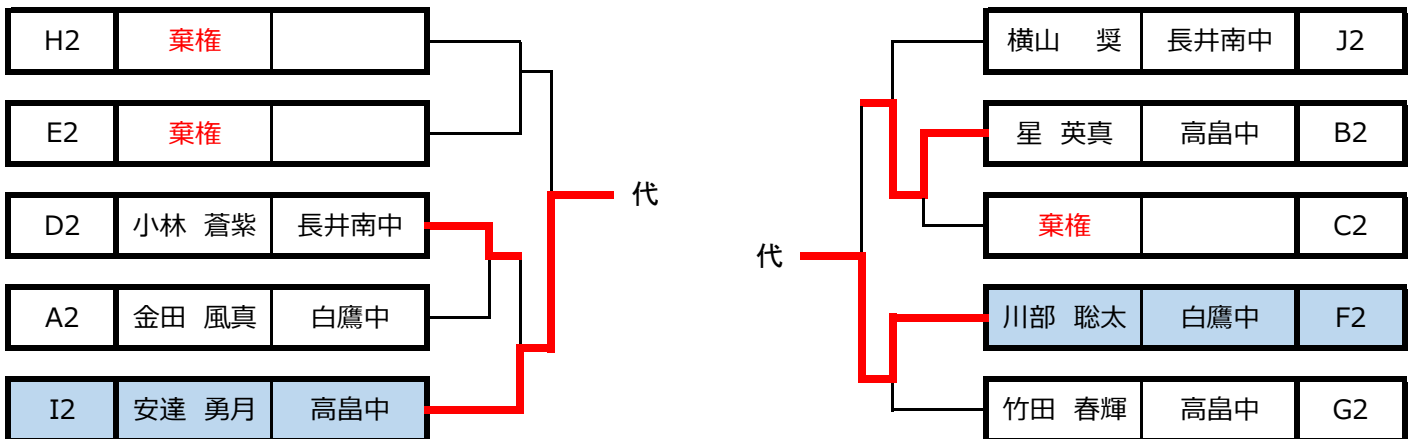 H2 棄権
E2 棄権
D2 小林 蒼紫 長井南中
A2 金田 風真 白鷹中
I2 安達 勇月 高畠中
代
横山 奨 長井南中 J2
星 英真 高畠中 B2
棄権 C2
川部 聡太 白鷹中 F2
竹田 春輝 高畠中 G2
代